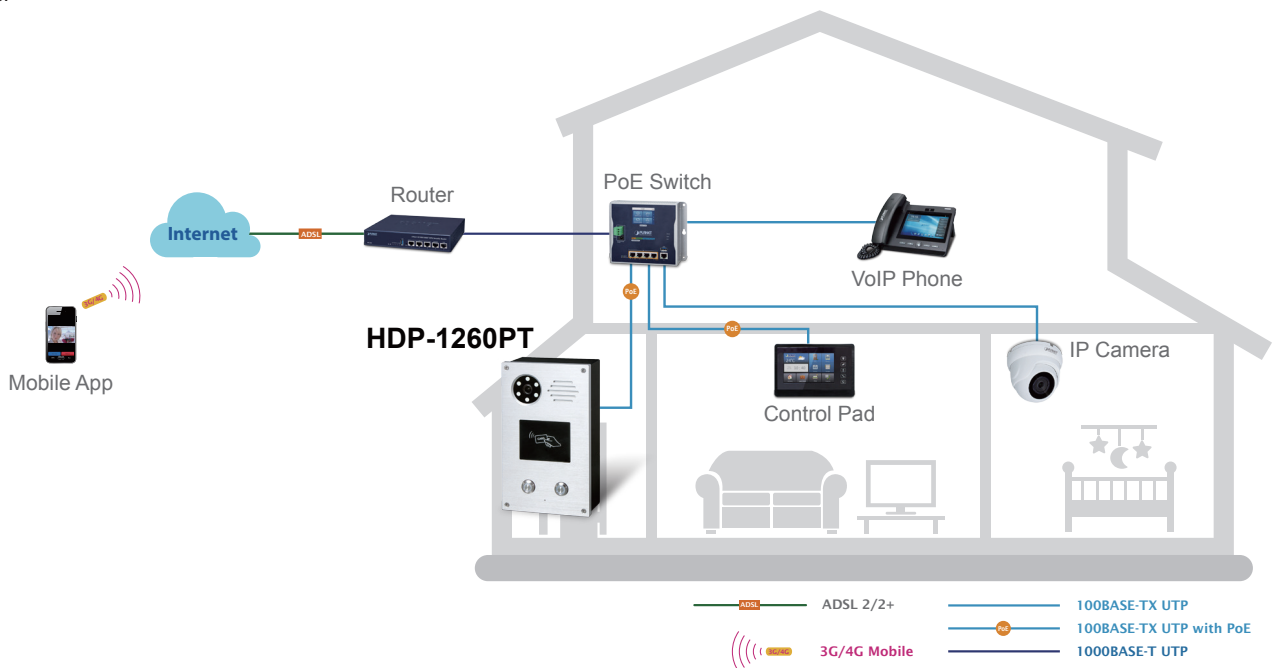 PoE Switch
Router
Internet
ADSL
VoIP Phone
3G/4G
PoE
HDP-1260PT
PoE
IP Camera
Mobile App
Control Pad
ADSL
ADSL 2/2+
100BASE-TX UTP
PoE
100BASE-TX UTP with PoE
3G/4G
3G/4G Mobile
1000BASE-T UTP